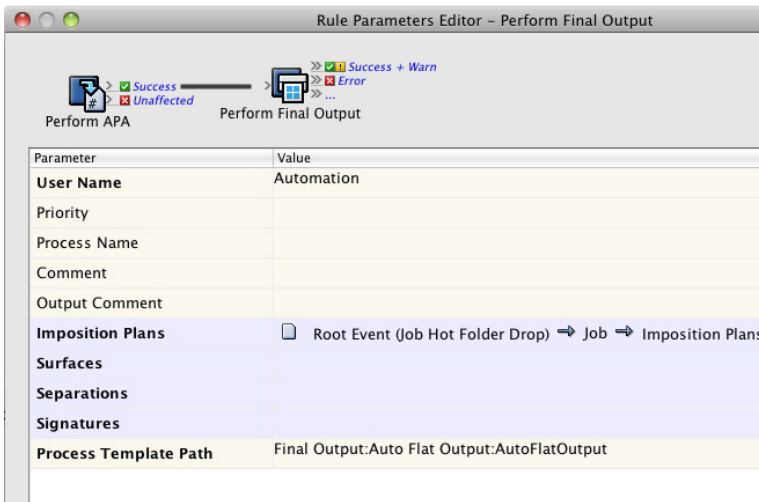 Rule Parameters Editor – Perform Final Output
Success + Warn
Error
...
Success
Unaffected
#
Perform APA
Perform Final Output
Parameter Value
User Name Automation
Priority
Process Name
Comment
Output Comment
Imposition Plans Root Event (Job Hot Folder Drop) ⇒ Job ⇒ Imposition Plans
Surfaces
Separations
Signatures
Process Template Path Final Output:Auto Flat Output:AutoFlatOutput